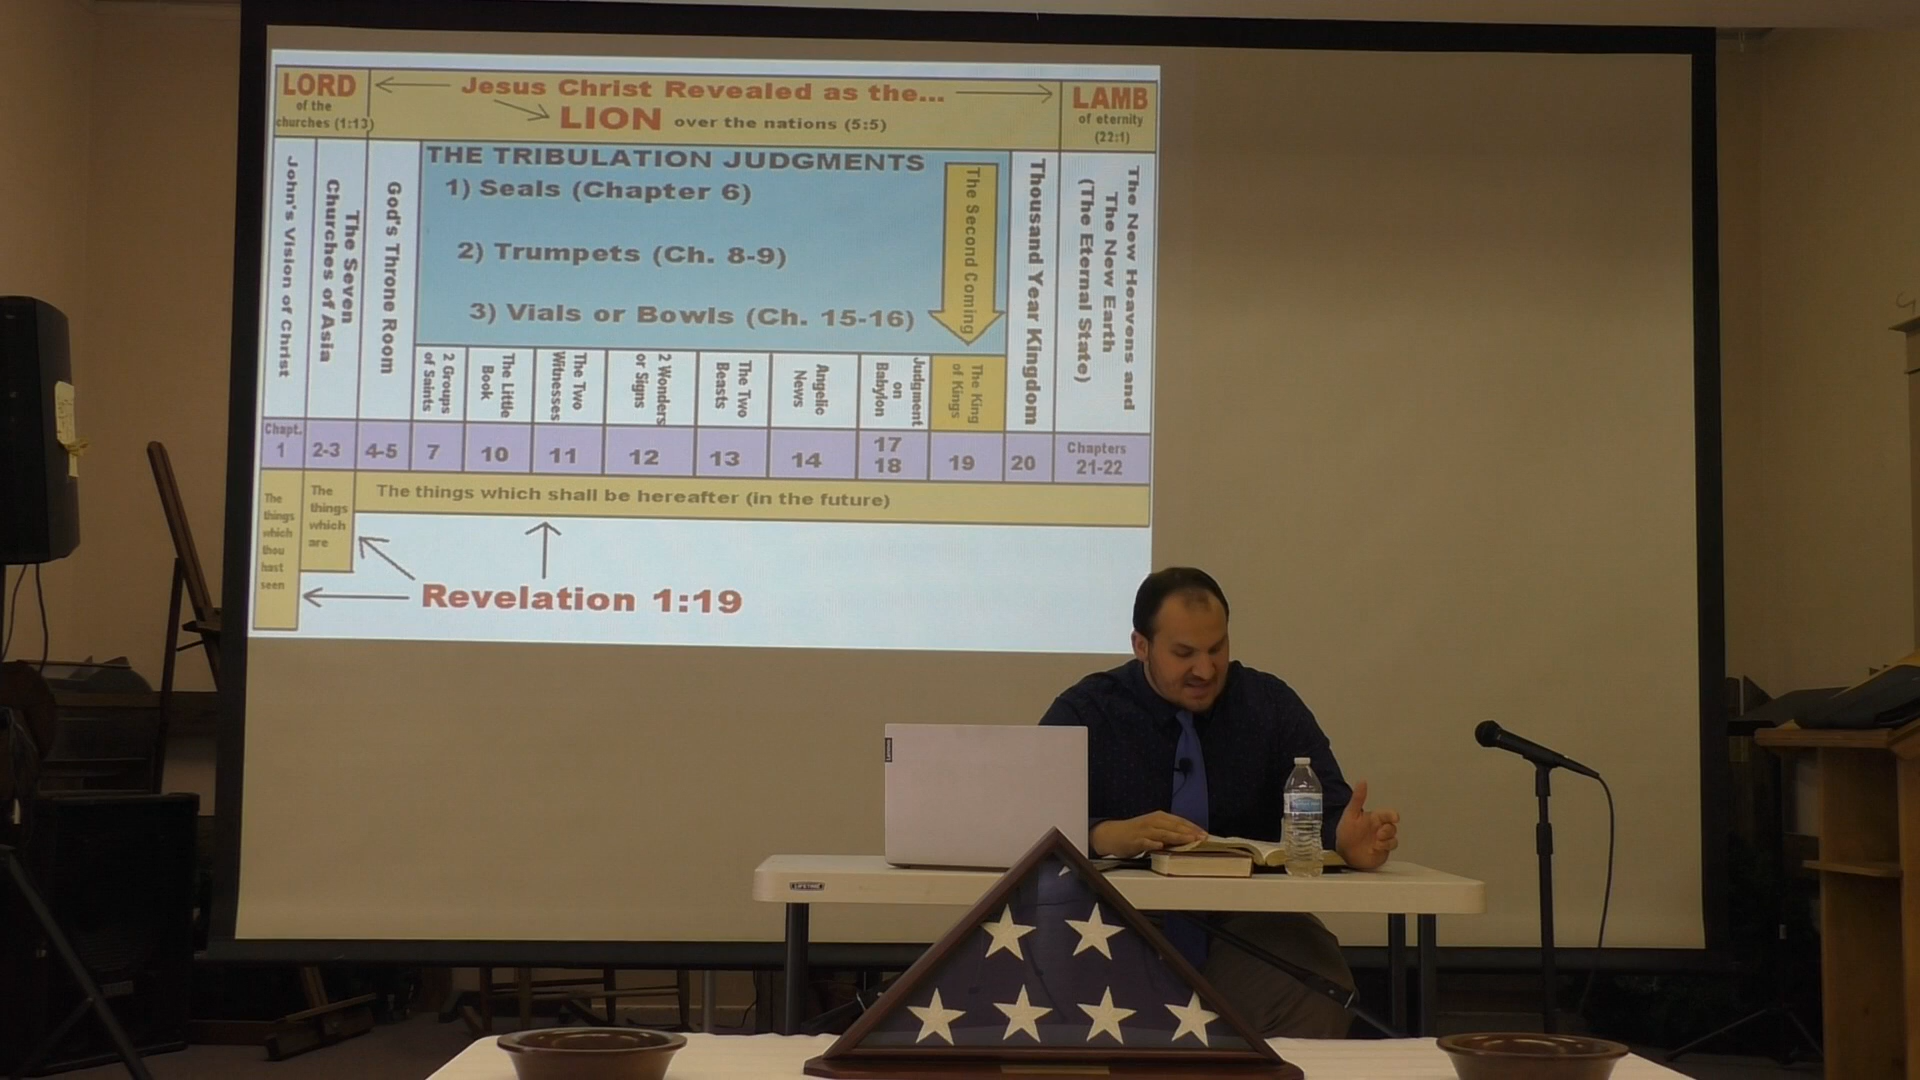 LORD
of the
churches (1:13)
Jesus Christ Revealed as the...
LION over the nations (5:5)
LAMB
of eternity
(22:1)
John's Vision of Christ
The Seven
Churches of Asia
God's Throne Room
THE TRIBULATION JUDGMENTS
1) Seals (Chapter 6)
2) Trumpets (Ch. 8-9)
3) Vials or Bowls (Ch. 15-16)
The Second Coming
Thousand Year Kingdom
The New Heavens and
The New Earth
(The Eternal State)
2 Groups
of Saints
The Little
Book
The Two
Witnesses
2 Wonders
or Signs
The Two
Beasts
Angelic
News
Judgment
on
Babylon
The King
of Kings
Chapt.
1
2-3
4-5
7
10
11
12
13
14
17
18
19
20
Chapters
21-22
The
things
which
thou
hast
seen
The
things
which
are
The things which shall be hereafter (in the future)
Revelation 1:19
LIFETIME